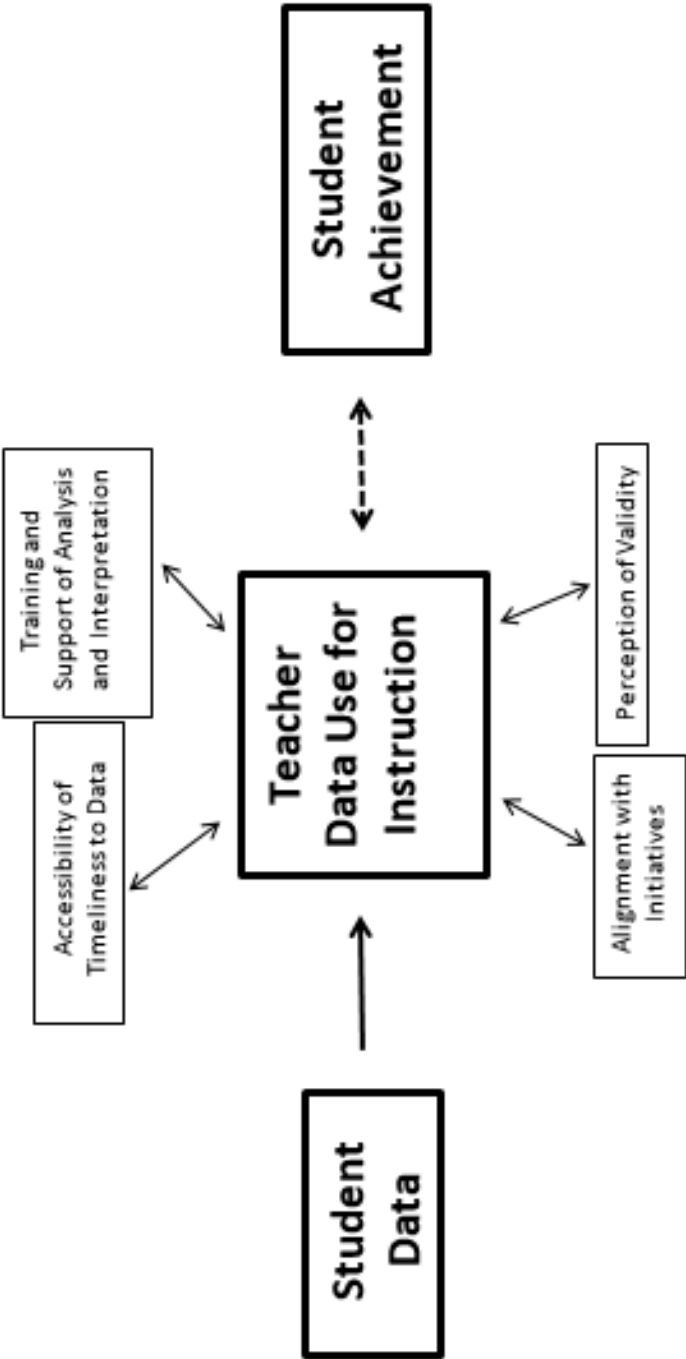 Accessibility of
Timeliness to Data
Training and
Support of Analysis
and Interpretation
Student
Data
Teacher
Data Use for
Instruction
Student
Achievement
Alignment with
Initiatives
Perception of Validity